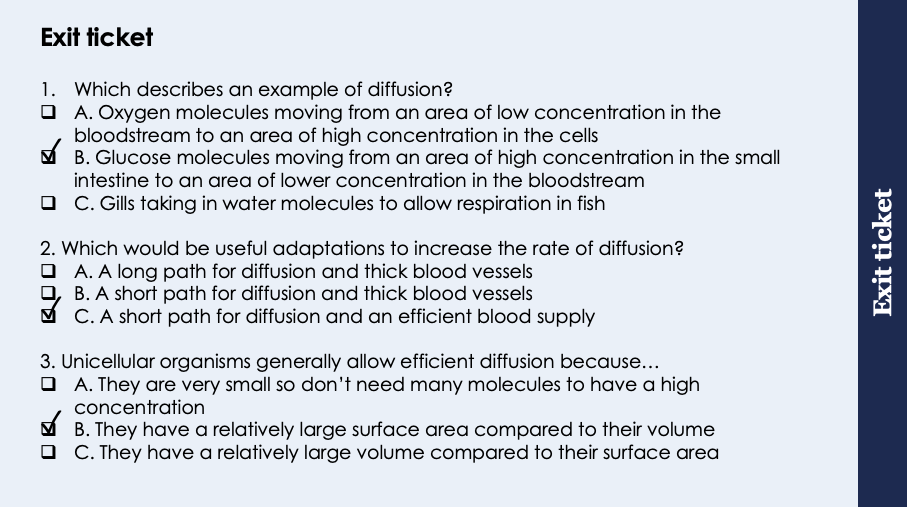 Exit ticket
1. Which describes an example of diffusion?
❑ A. Oxygen molecules moving from an area of low concentration in the
bloodstream to an area of high concentration in the cells
☑ B. Glucose molecules moving from an area of high concentration in the small
intestine to an area of lower concentration in the bloodstream
❑ C. Gills taking in water molecules to allow respiration in fish
2. Which would be useful adaptations to increase the rate of diffusion?
❑ A. A long path for diffusion and thick blood vessels
❑ B. A short path for diffusion and thick blood vessels
☑ C. A short path for diffusion and an efficient blood supply
3. Unicellular organisms generally allow efficient diffusion because…
❑ A. They are very small so don’t need many molecules to have a high
concentration
☑ B. They have a relatively large surface area compared to their volume
❑ C. They have a relatively large volume compared to their surface area
Exit ticket